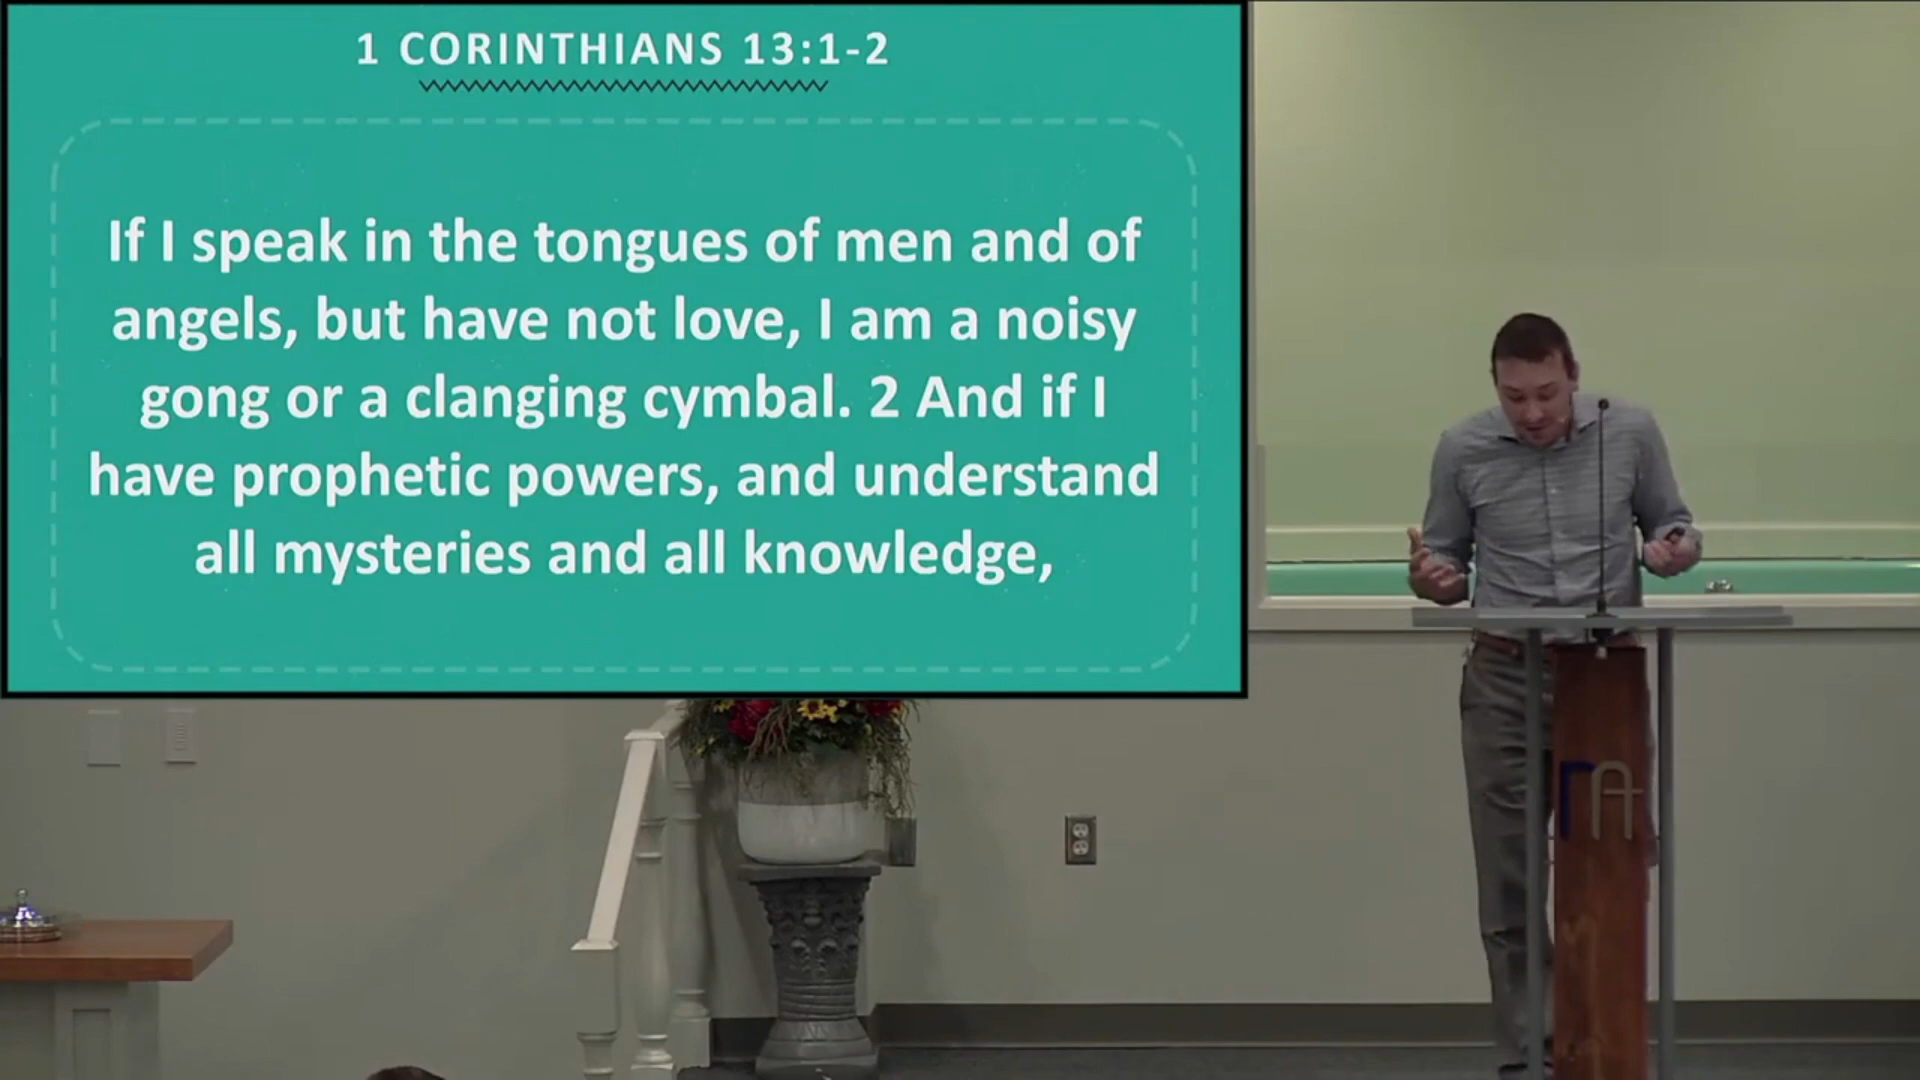 1 CORINTHIANS 13:1-2
If I speak in the tongues of men and of
angels, but have not love, I am a noisy
gong or a clanging cymbal. 2 And if I
have prophetic powers, and understand
all mysteries and all knowledge,